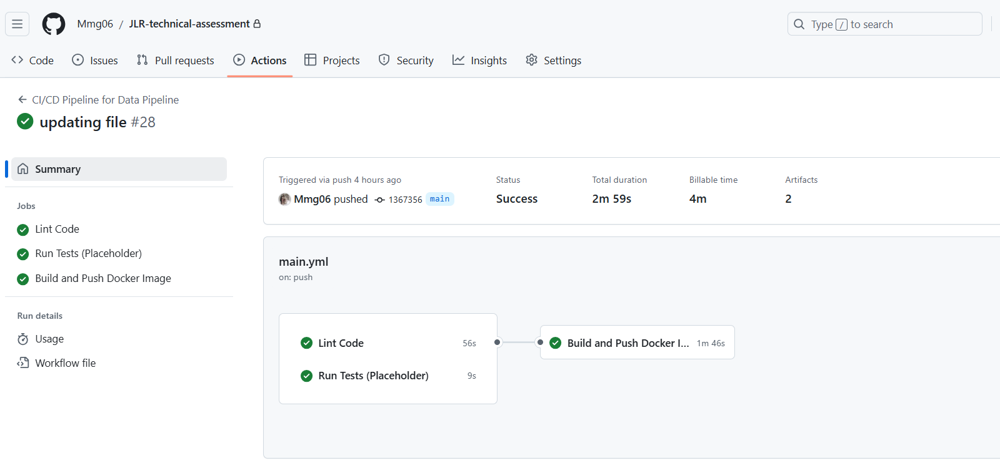 Mmg06 / JLR-technical-assessment
Type / to search
Code Issues Pull requests Actions Projects Security Insights Settings
CI/CD Pipeline for Data Pipeline
updating file #28
Summary
Jobs
Lint Code
Run Tests (Placeholder)
Build and Push Docker Image
Run details
Usage
Workflow file
Triggered via push 4 hours ago
Mmg06 pushed 1367356 main
Status
Success
Total duration
2m 59s
Billable time
4m
Artifacts
2
main.yml
on: push
Lint Code 56s
Run Tests (Placeholder) 9s
Build and Push Docker I... 1m 46s